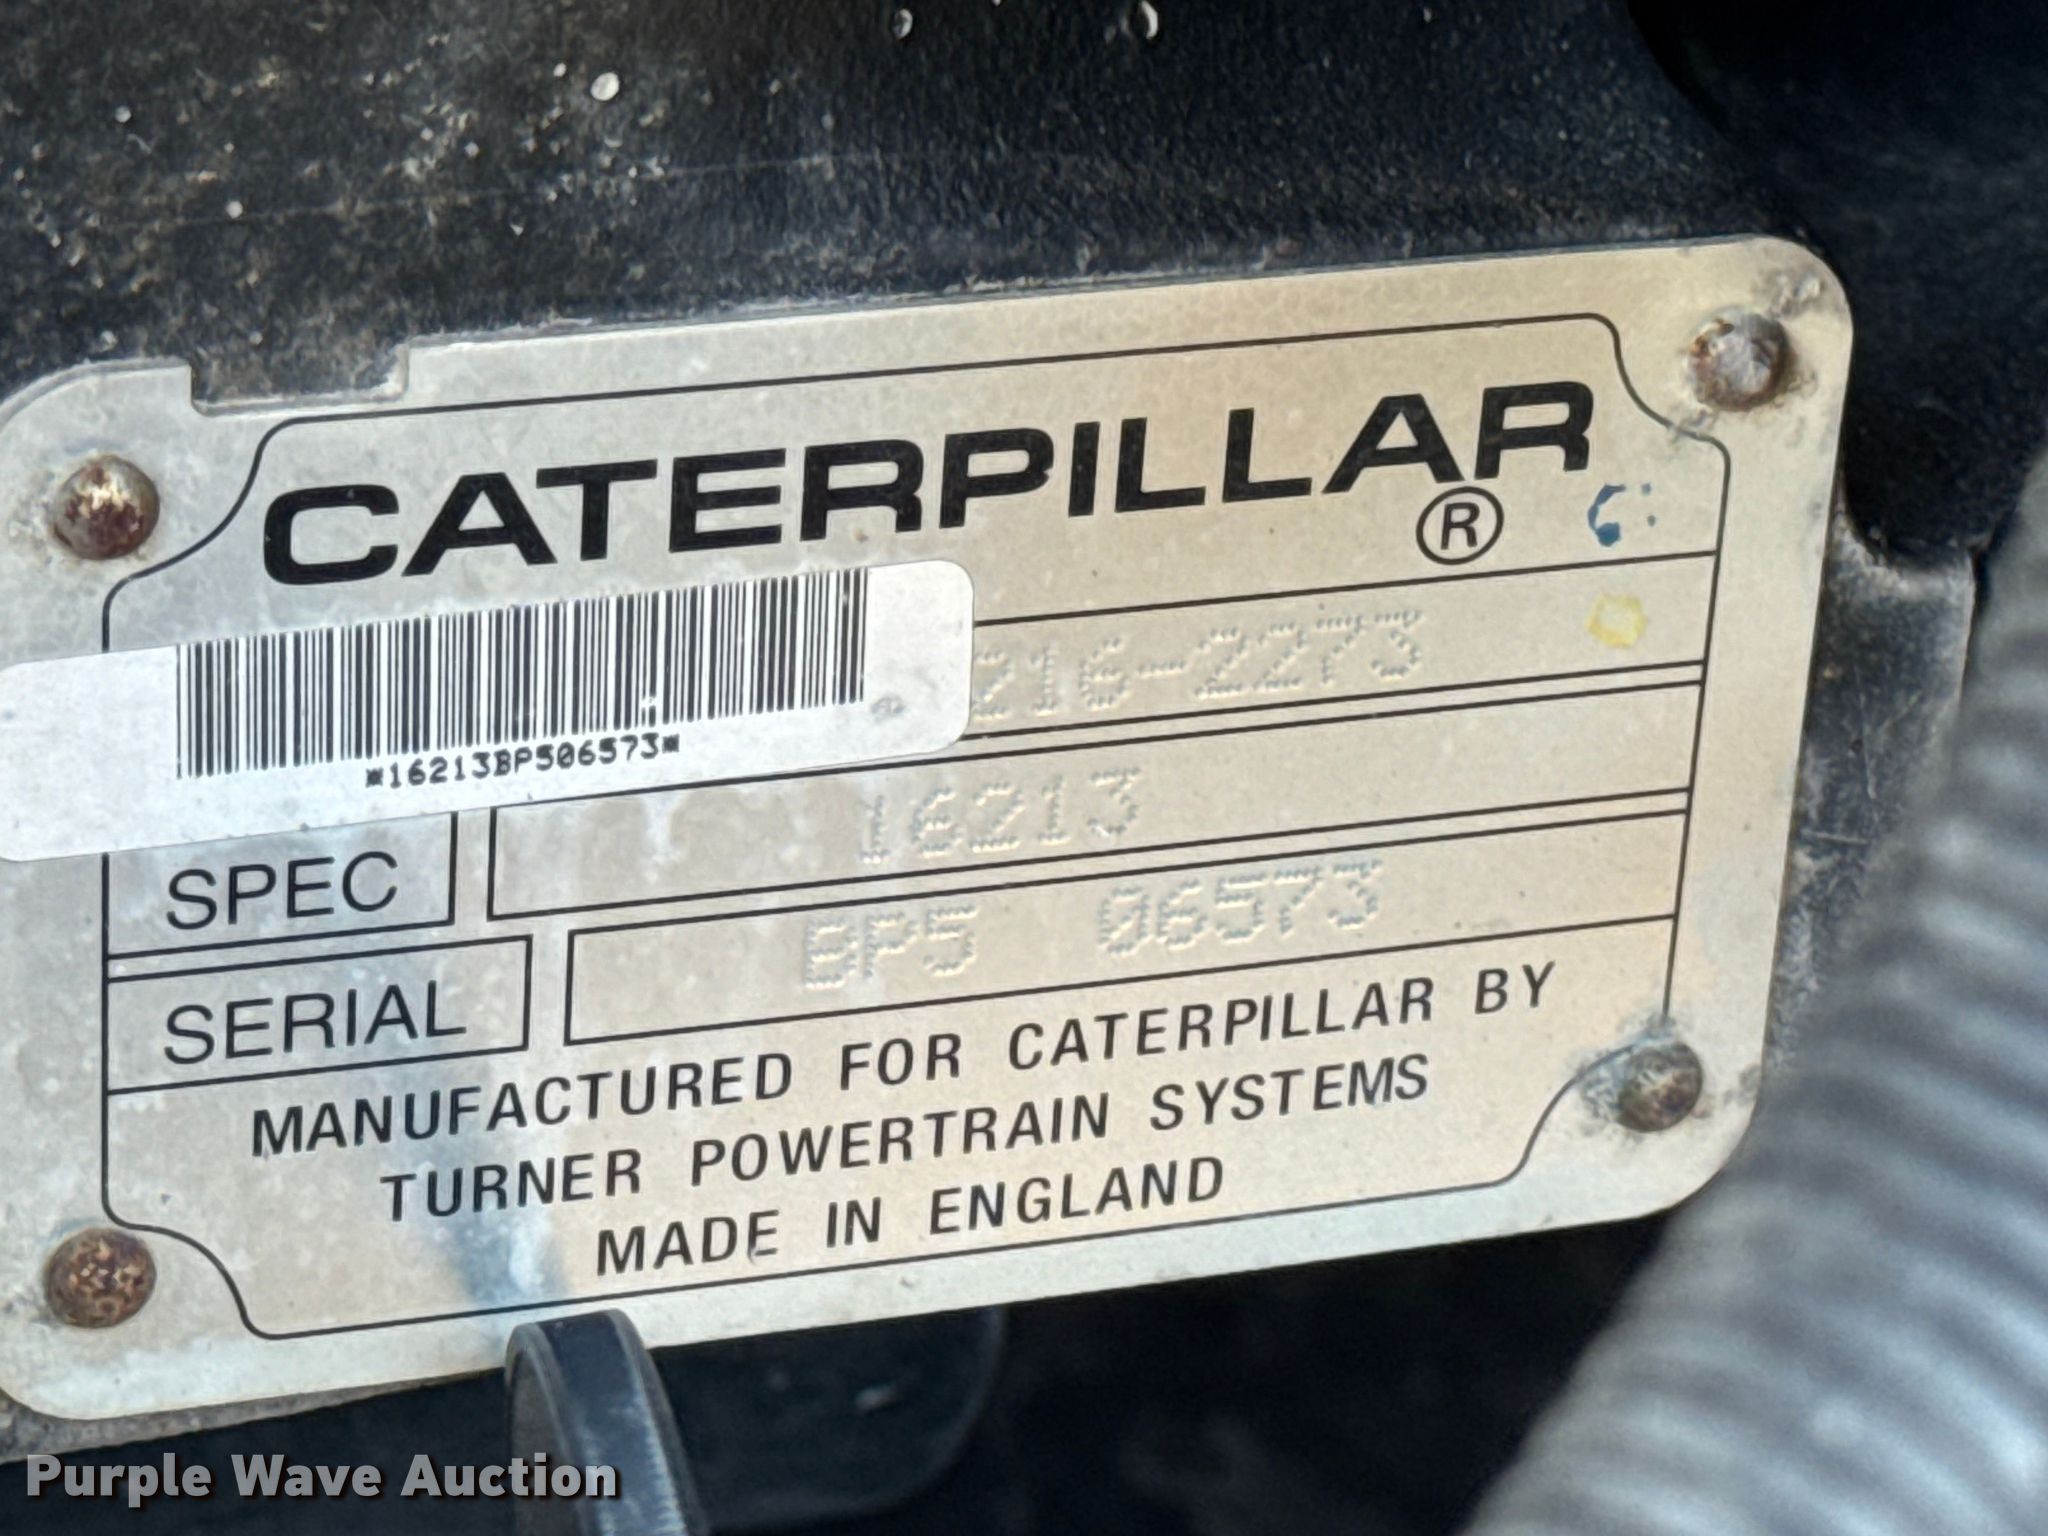 CATERPILLAR®
216-2273
*16213BP506573*
SPEC 16213
SERIAL BP5 06573
MANUFACTURED FOR CATERPILLAR BY
TURNER POWERTRAIN SYSTEMS
MADE IN ENGLAND
Purple Wave Auction